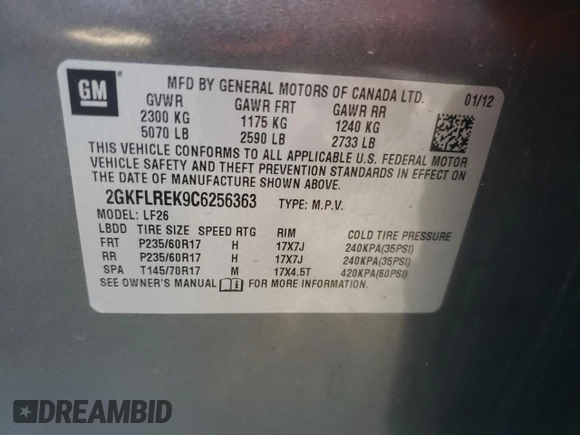 GM
MFD BY GENERAL MOTORS OF CANADA LTD.
01/12
GVWR GAWR FRT GAWR RR
2300 KG 1175 KG 1240 KG
5070 LB 2590 LB 2733 LB
THIS VEHICLE CONFORMS TO ALL APPLICABLE U.S. FEDERAL MOTOR
VEHICLE SAFETY AND THEFT PREVENTION STANDARDS IN EFFECT ON
THE DATE OF MANUFACTURE SHOWN ABOVE.
2GKFLREK9C6256363 TYPE: M.P.V.
MODEL: LF26
LBDD TIRE SIZE SPEED RTG RIM COLD TIRE PRESSURE
FRT P235/60R17 H 17X7J 240KPA(35PSI)
RR P235/60R17 H 17X7J 240KPA(35PSI)
SPA T145/70R17 M 17X4.5T 420KPA(60PSI)
SEE OWNER'S MANUAL FOR MORE INFORMATION.
DREAMBID